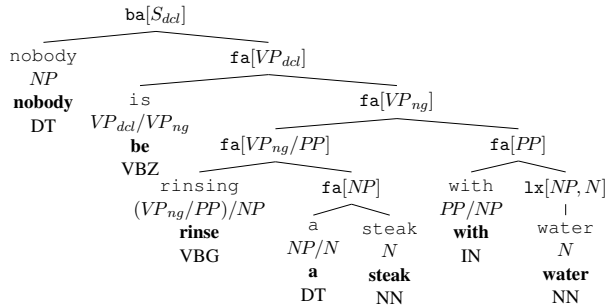 ba[S_dcl]
nobody fa[VP_dcl]
NP is fa[VP_ng]
nobody VP_dcl/VP_ng
DT be fa[VP_ng/PP] fa[PP]
VBZ
rinsing fa[NP] with lx[NP, N]
(VP_ng/PP)/NP PP/NP
rinse a steak with water
VBG NP/N N IN N
a steak water
DT NN NN